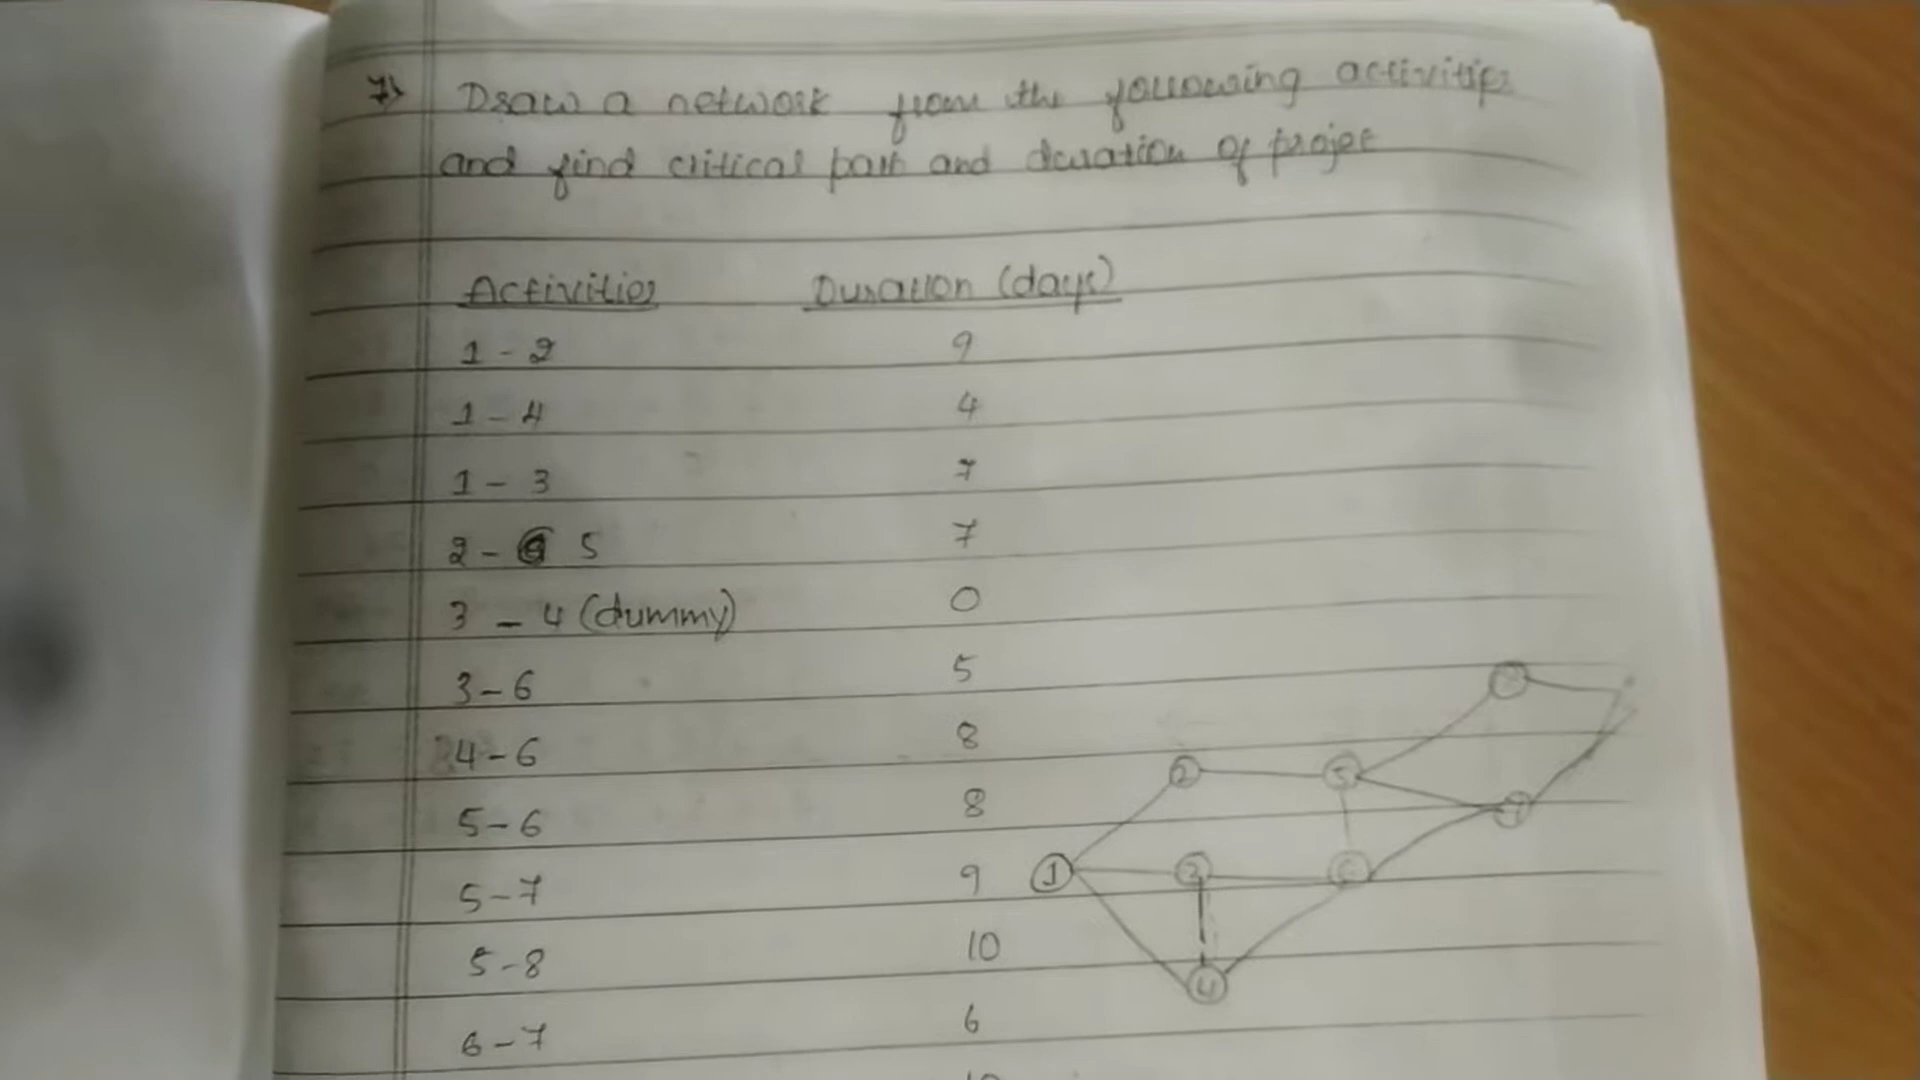 7) Draw a network from the following activities
and find critical path and duration of projet
Activities Duration (days)
1 - 2 9
1 - 4 4
1 - 3 7
2 - 5 7
3 - 4 (dummy) 0
3 - 6 5
4 - 6 8
5 - 6 8
5 - 7 9
5 - 8 10
6 - 7 6
2 5
7
1 3 6
4